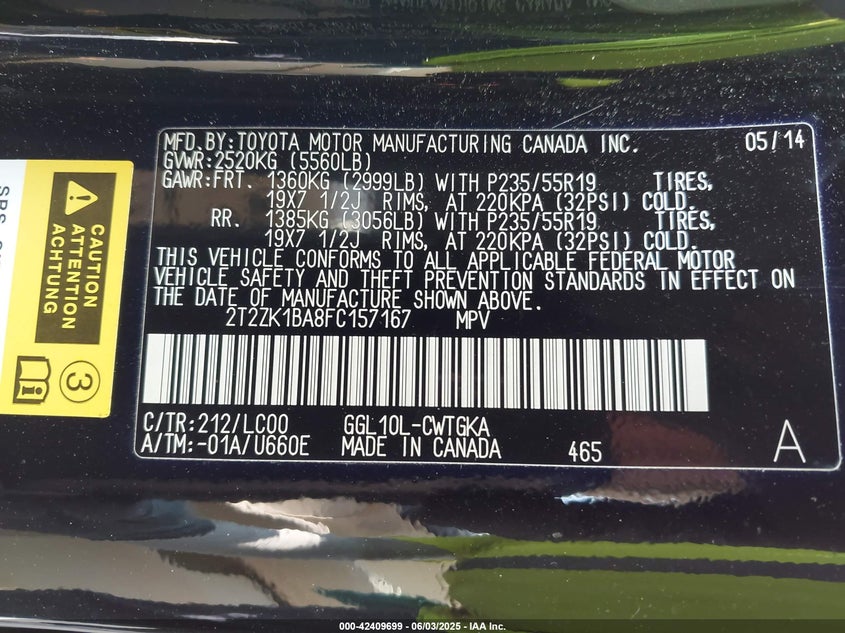 MFD.BY:TOYOTA MOTOR MANUFACTURING CANADA INC. 05/14
GVWR:2520KG (5560LB)
GAWR:FRT. 1360KG (2999LB) WITH P235/55R19 TIRES,
19X7 1/2J RIMS, AT 220KPA (32PSI) COLD.
RR. 1385KG (3056LB) WITH P235/55R19 TIRES,
19X7 1/2J RIMS, AT 220KPA (32PSI) COLD.
THIS VEHICLE CONFORMS TO ALL APPLICABLE FEDERAL MOTOR
VEHICLE SAFETY AND THEFT PREVENTION STANDARDS IN EFFECT ON
THE DATE OF MANUFACTURE SHOWN ABOVE.
2T2ZK1BA8FC157167 MPV
C/TR:212/LC00 GGL10L-CWTGKA
A/TM:-01A/U660E MADE IN CANADA 465 A
CAUTION
ATTENTION
ACHTUNG
3
000-42409699 - 06/03/2025 - IAA Inc.